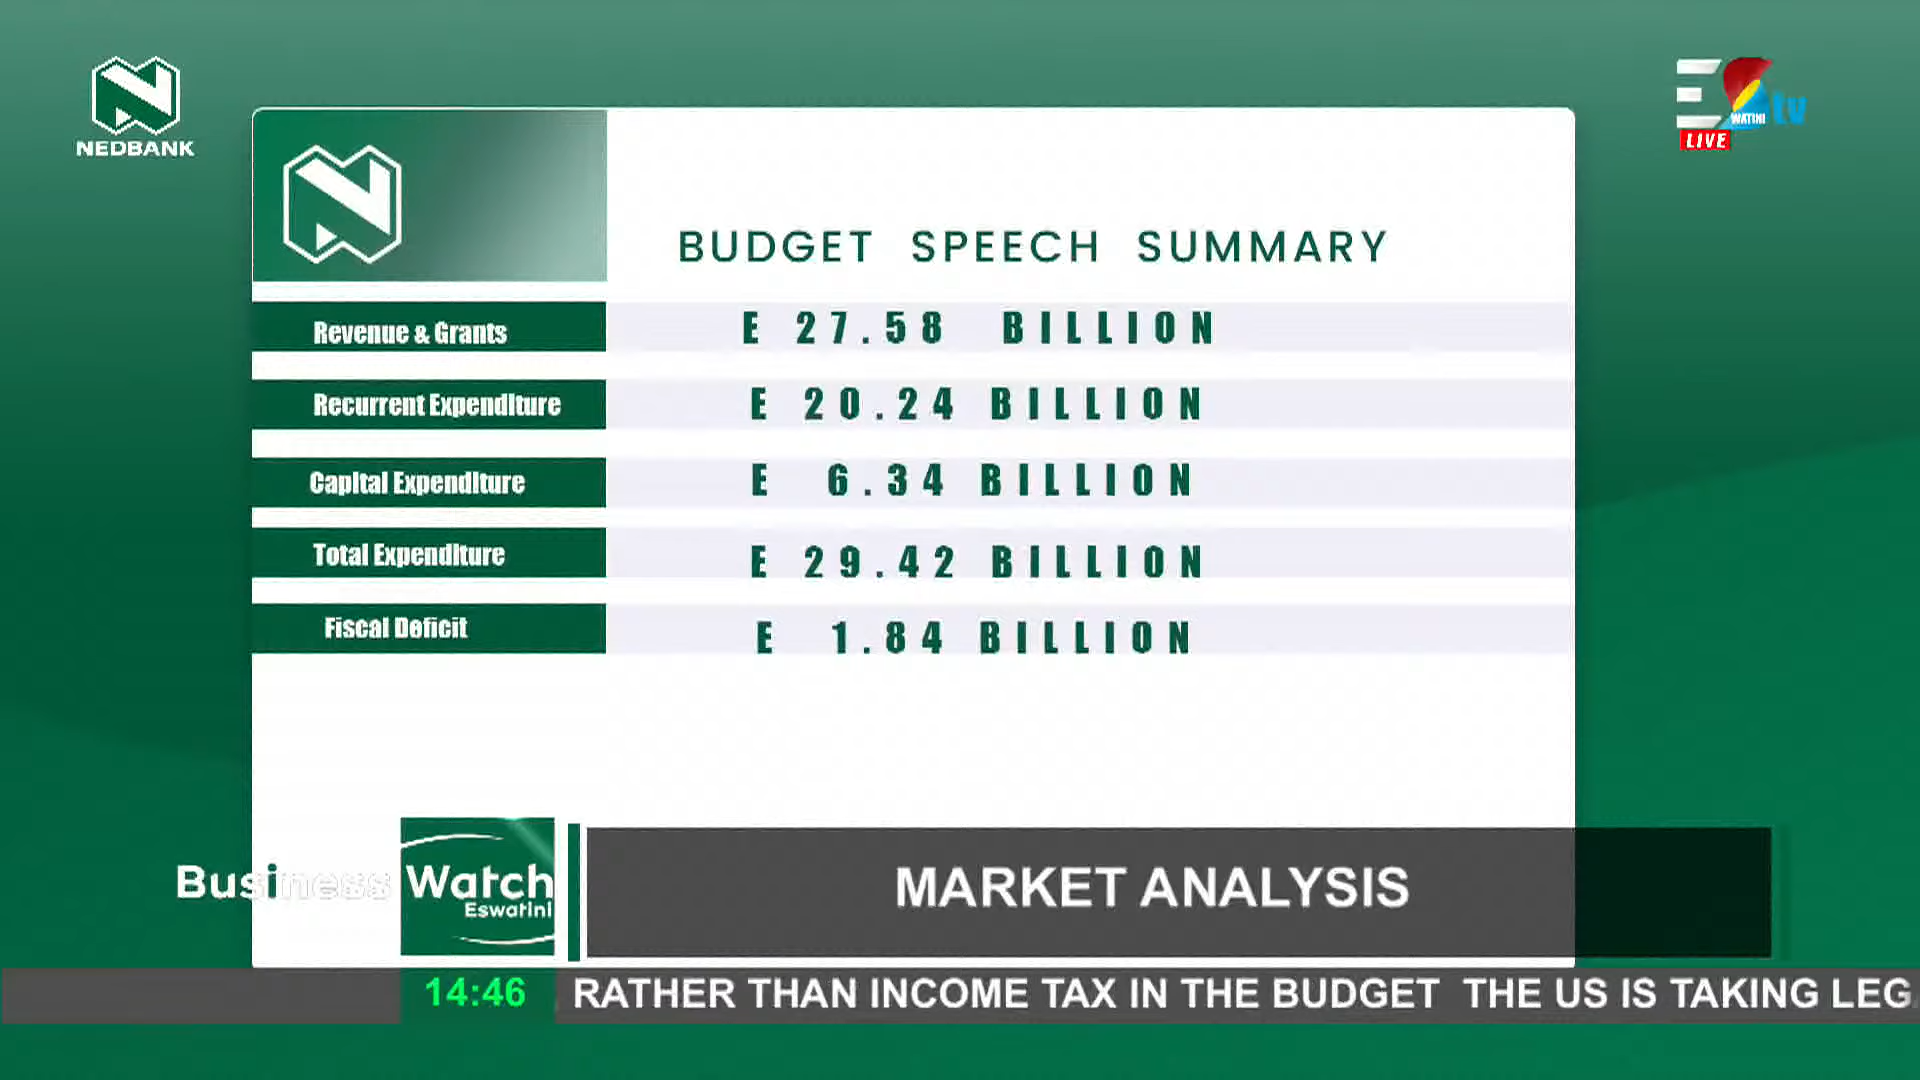 NEDBANK
ESWATINI tv
LIVE
BUDGET SPEECH SUMMARY
Revenue & Grants E 27.58 BILLION
Recurrent Expenditure E 20.24 BILLION
Capital Expenditure E 6.34 BILLION
Total Expenditure E 29.42 BILLION
Fiscal Deficit E 1.84 BILLION
Business Watch
Eswatini
MARKET ANALYSIS
14:46 RATHER THAN INCOME TAX IN THE BUDGET THE US IS TAKING LEG